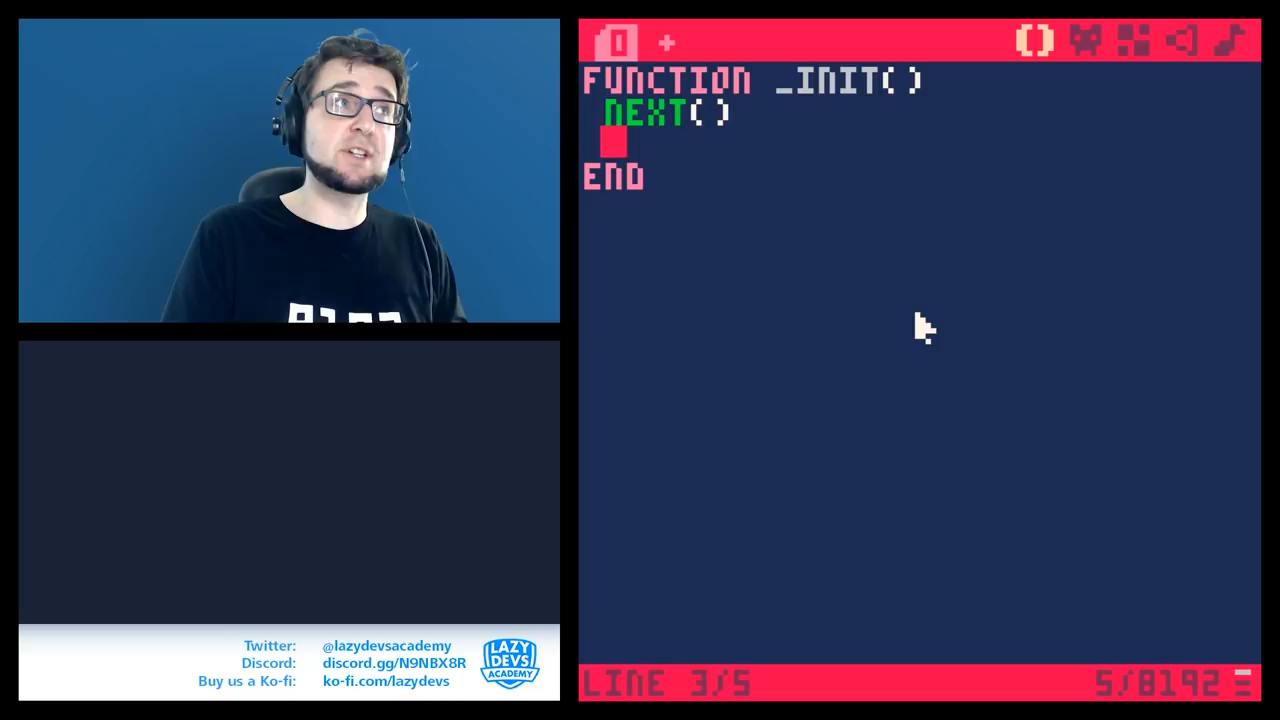 FUNCTION _INIT()
NEXT()
END
LINE 3/5
5/8192
Twitter: @lazydevsacademy
Discord: discord.gg/N9NBX8R
Buy us a Ko-fi: ko-fi.com/lazydevs
LAZY
DEVS
ACADEMY